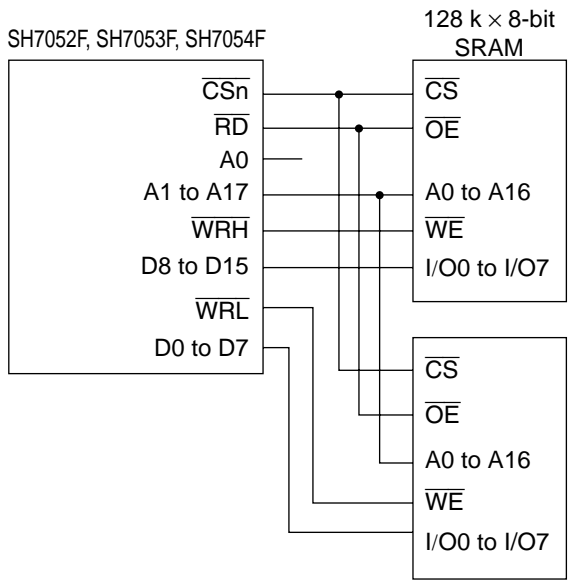 128 k × 8-bit
SRAM
SH7052F, SH7053F, SH7054F
CSn
RD
A0
A1 to A17
WRH
D8 to D15
WRL
D0 to D7
CS
OE
A0 to A16
WE
I/O0 to I/O7
CS
OE
A0 to A16
WE
I/O0 to I/O7